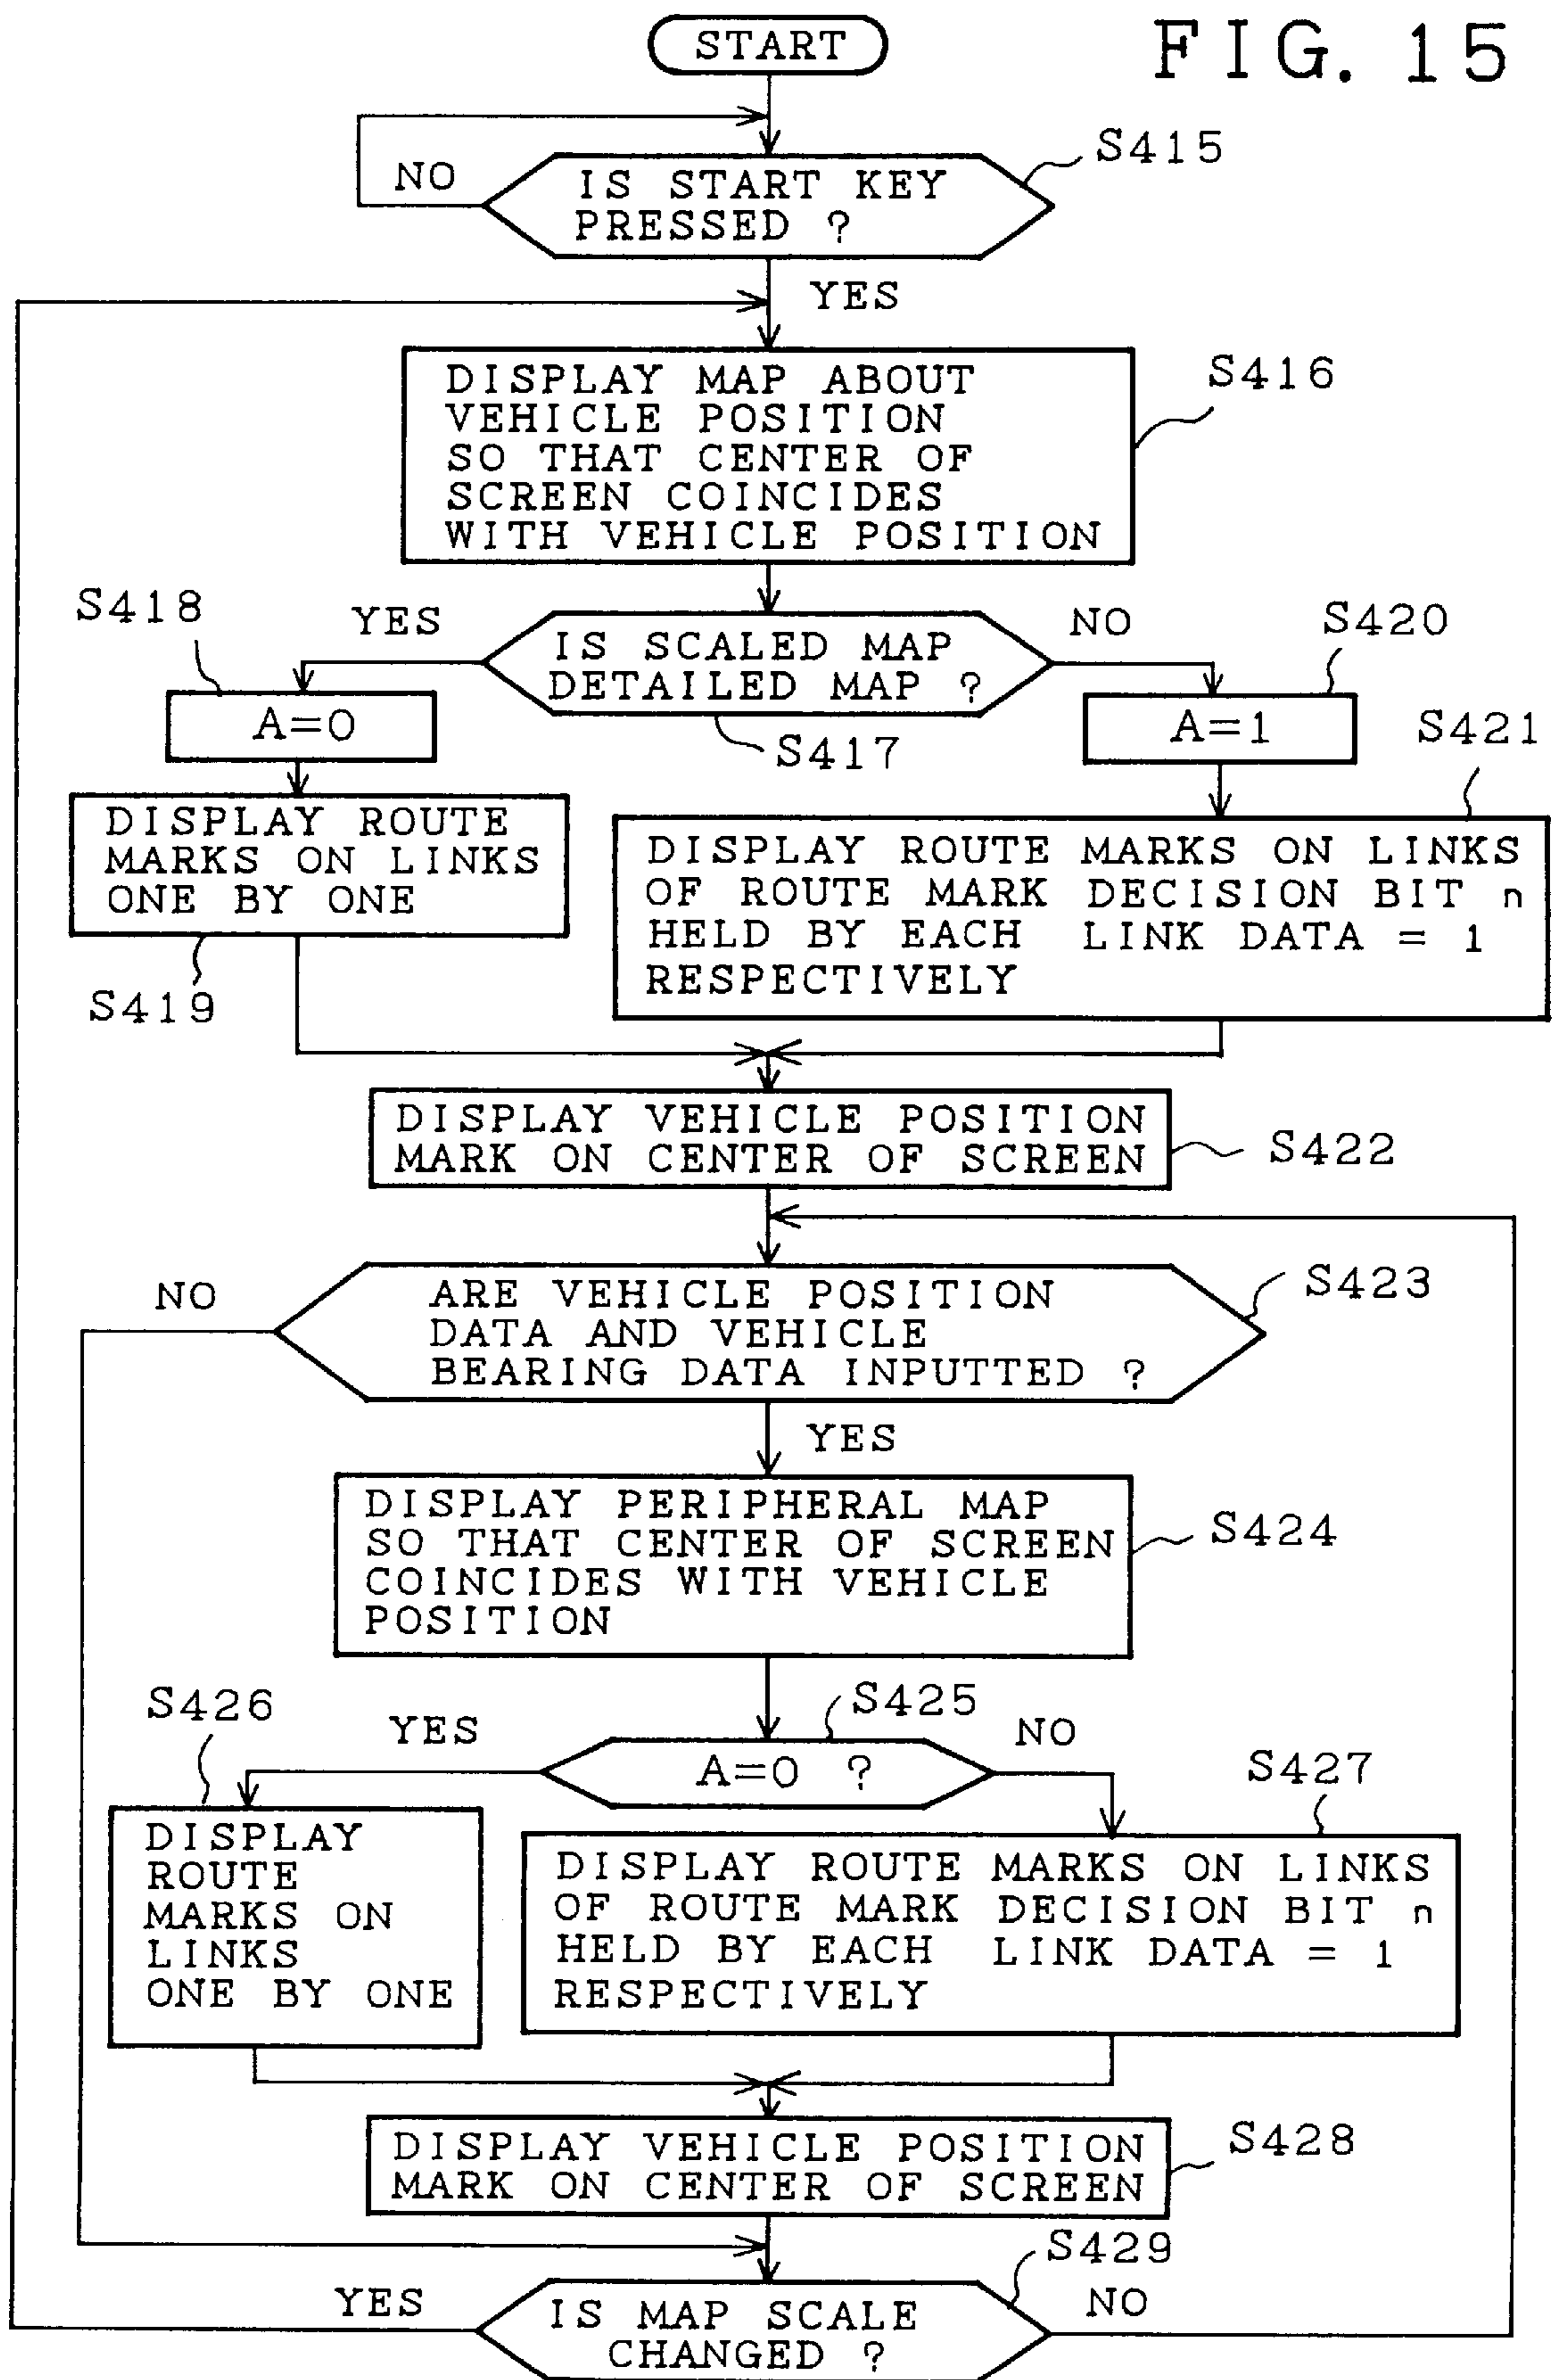 START
FIG. 15
S415
NO
IS START KEY
PRESSED ?
YES
DISPLAY MAP ABOUT
VEHICLE POSITION
SO THAT CENTER OF
SCREEN COINCIDES
WITH VEHICLE POSITION
S416
S418
YES
IS SCALED MAP
DETAILED MAP ?
NO
S420
A=0
S417
A=1
S421
DISPLAY ROUTE
MARKS ON LINKS
ONE BY ONE
S419
DISPLAY ROUTE MARKS ON LINKS
OF ROUTE MARK DECISION BIT n
HELD BY EACH LINK DATA = 1
RESPECTIVELY
DISPLAY VEHICLE POSITION
MARK ON CENTER OF SCREEN
S422
NO
ARE VEHICLE POSITION
DATA AND VEHICLE
BEARING DATA INPUTTED ?
S423
YES
DISPLAY PERIPHERAL MAP
SO THAT CENTER OF SCREEN
COINCIDES WITH VEHICLE
POSITION
S424
S426
YES
S425
A=0 ?
NO
S427
DISPLAY
ROUTE
MARKS ON
LINKS
ONE BY ONE
DISPLAY ROUTE MARKS ON LINKS
OF ROUTE MARK DECISION BIT n
HELD BY EACH LINK DATA = 1
RESPECTIVELY
DISPLAY VEHICLE POSITION
MARK ON CENTER OF SCREEN
S428
S429
YES
IS MAP SCALE
CHANGED ?
NO